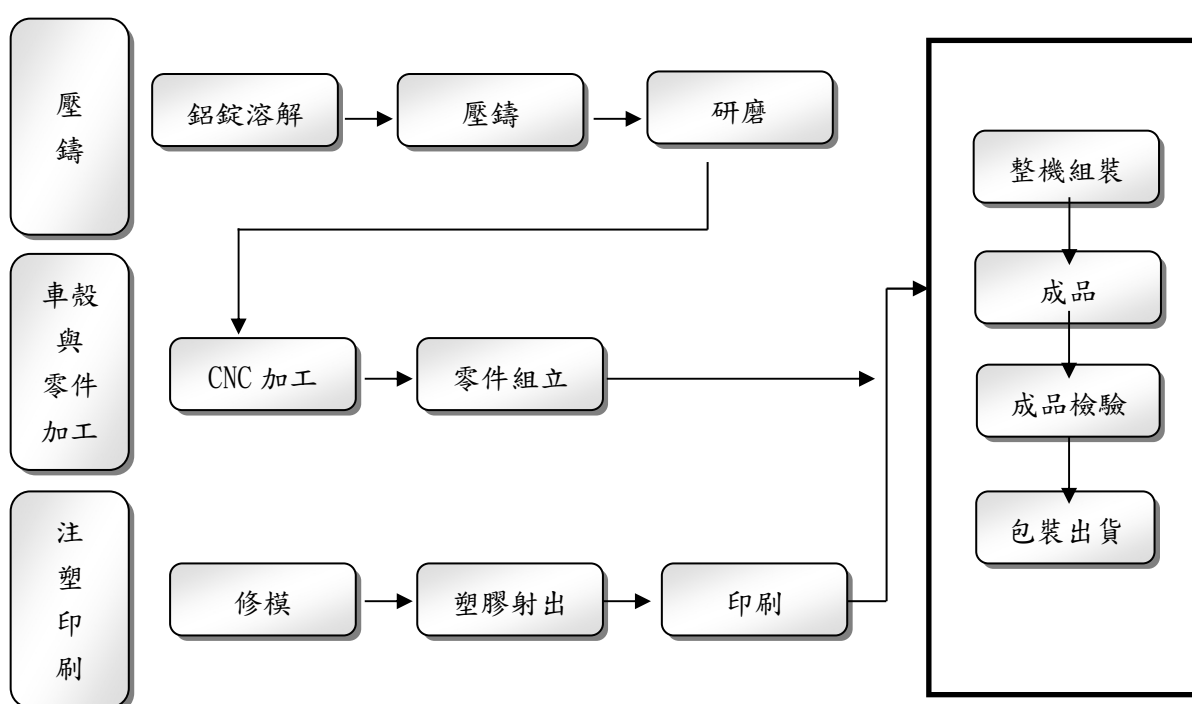 壓
鑄
鋁錠溶解
壓鑄
研磨
車殼
與
零件
加工
CNC 加工
零件組立
注
塑
印
刷
修模
塑膠射出
印刷
整機組裝
成品
成品檢驗
包裝出貨